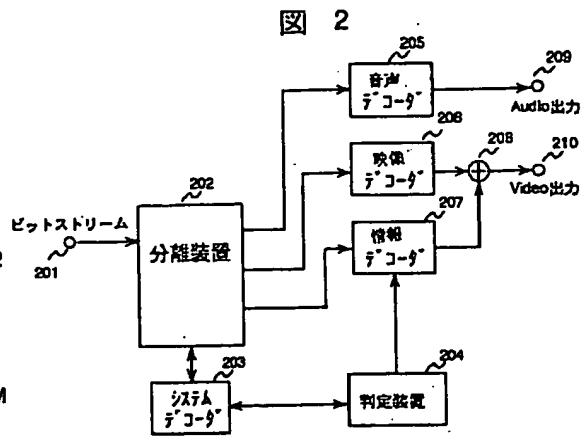 図 2
205
音声
デコーダ
209
Audio出力
206
映像
デコーダ
208
210
Video出力
202
分離装置
ビットストリーム
201
207
情報
デコーダ
203
システム
デコーダ
204
判定装置